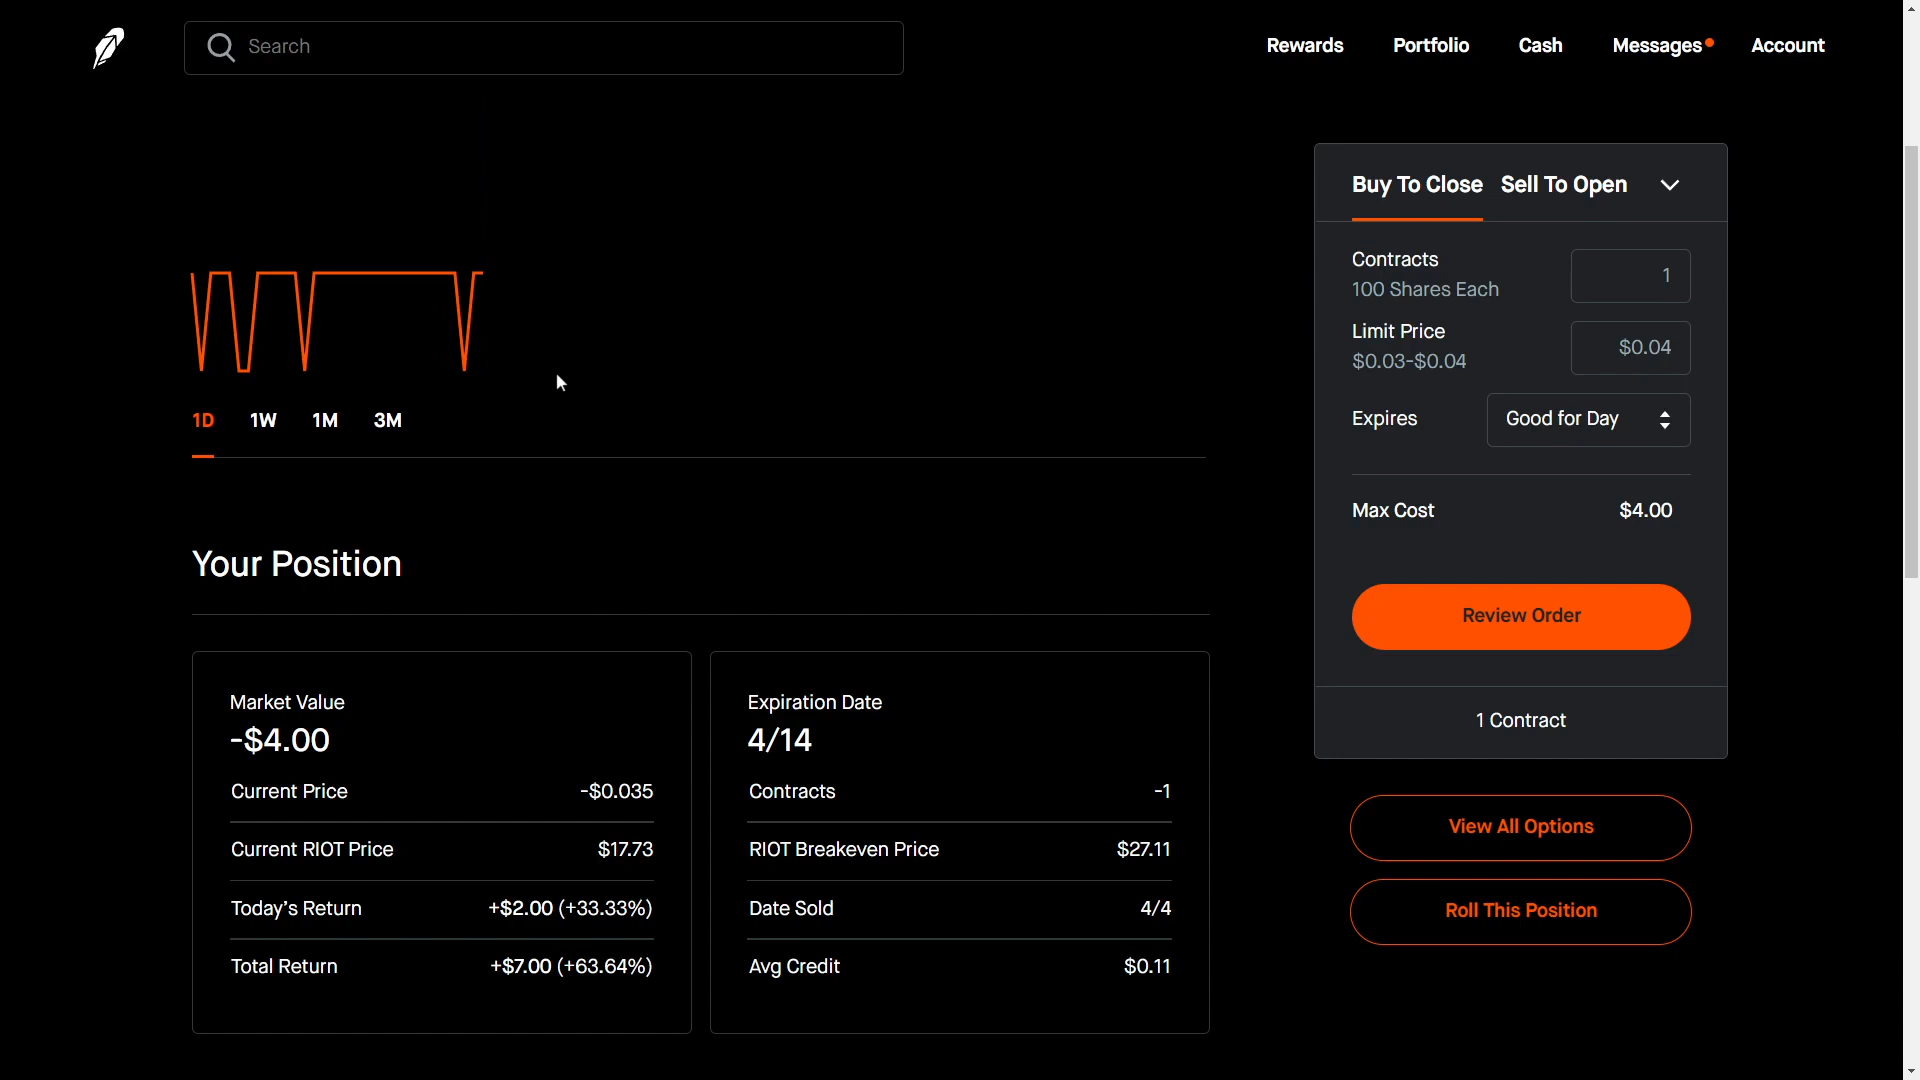 Search
Rewards Portfolio Cash Messages Account
Buy To Close Sell To Open
Contracts 1
100 Shares Each
Limit Price $0.04
$0.03-$0.04
Expires Good for Day
Max Cost $4.00
Review Order
1 Contract
View All Options
Roll This Position
1D 1W 1M 3M
Your Position
Market Value
-$4.00
Current Price -$0.035
Current RIOT Price $17.73
Today's Return +$2.00 (+33.33%)
Total Return +$7.00 (+63.64%)
Expiration Date
4/14
Contracts -1
RIOT Breakeven Price $27.11
Date Sold 4/4
Avg Credit $0.11